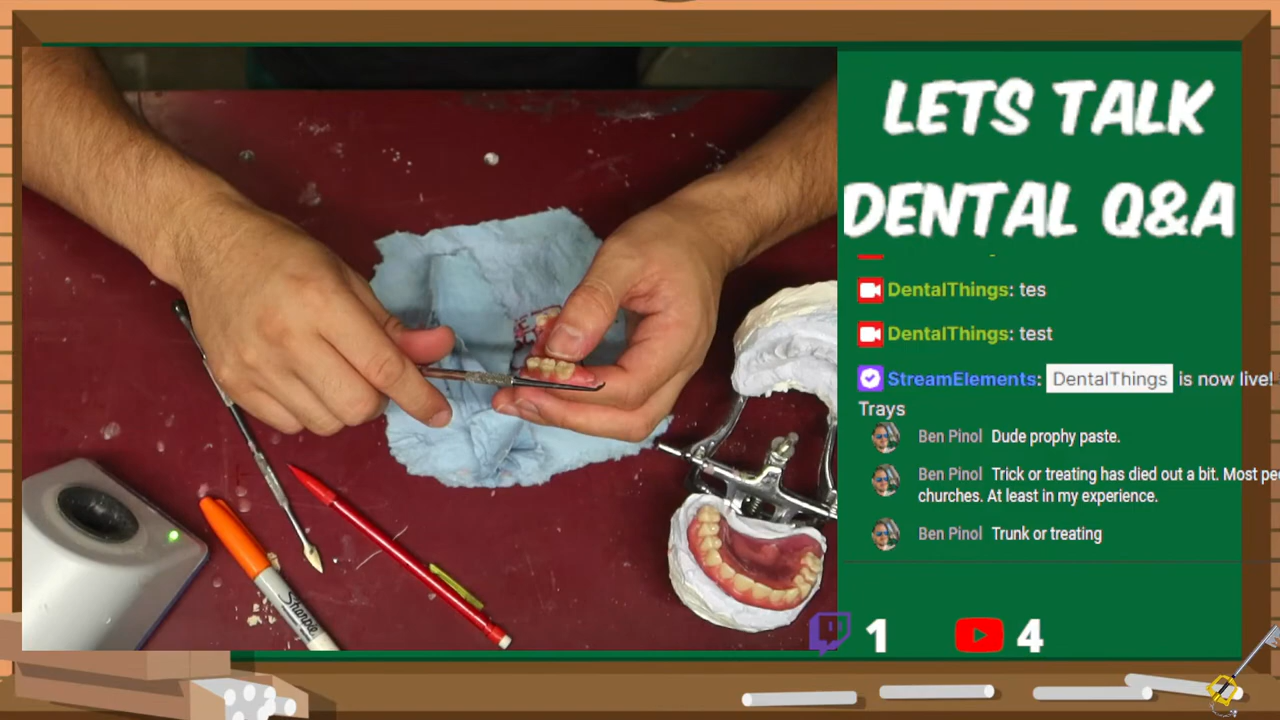 LETS TALK
DENTAL Q&A
DentalThings: tes
DentalThings: test
StreamElements: DentalThings is now live!
Trays
Ben Pinol Dude prophy paste.
Ben Pinol Trick or treating has died out a bit. Most
churches. At least in my experience.
Ben Pinol Trunk or treating
Sharpie
1 4